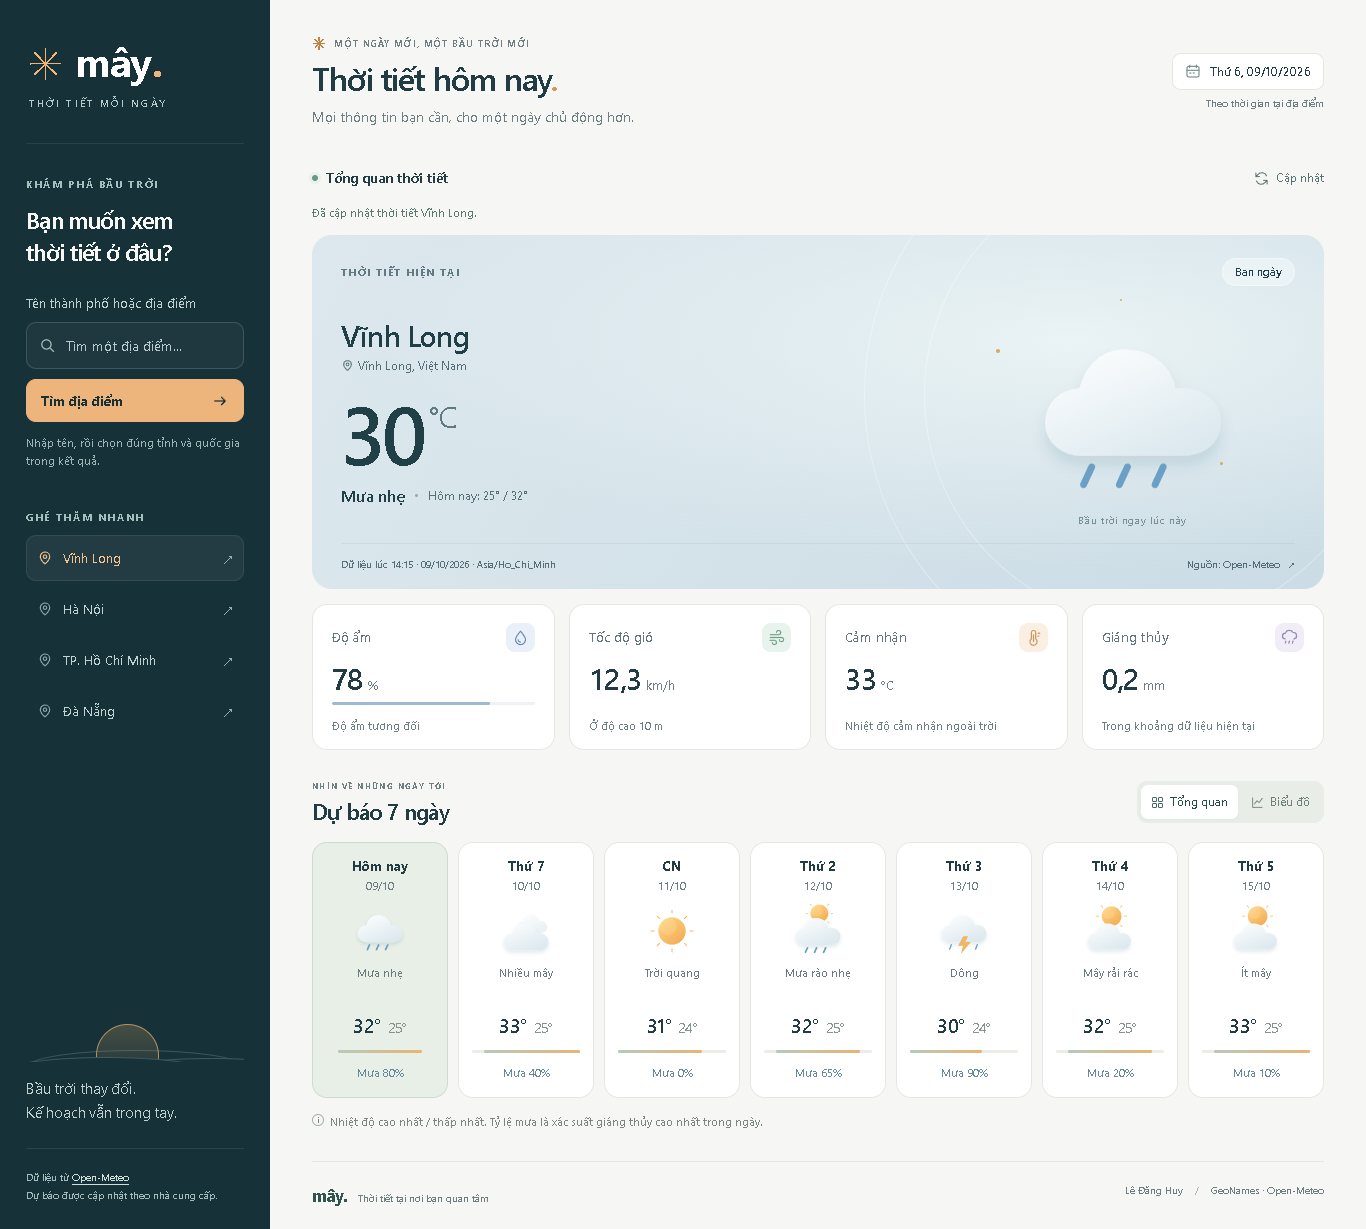 mây.
THỜI TIẾT MỖI NGÀY
KHÁM PHÁ BẦU TRỜI
Bạn muốn xem
thời tiết ở đâu?
Tên thành phố hoặc địa điểm
Tìm một địa điểm...
Tìm địa điểm →
Nhập tên, rồi chọn đúng tỉnh và quốc gia
trong kết quả.
GHÉ THĂM NHANH
Vĩnh Long ↗
Hà Nội ↗
TP. Hồ Chí Minh ↗
Đà Nẵng ↗
Bầu trời thay đổi.
Kế hoạch vẫn trong tay.
Dữ liệu từ Open-Meteo
Dự báo được cập nhật theo nhà cung cấp.
MỘT NGÀY MỚI, MỘT BẦU TRỜI MỚI
Thời tiết hôm nay.
Mọi thông tin bạn cần, cho một ngày chủ động hơn.
Thứ 6, 09/10/2026
Theo thời gian tại địa điểm
Tổng quan thời tiết
Cập nhật
Đã cập nhật thời tiết Vĩnh Long.
THỜI TIẾT HIỆN TẠI
Ban ngày
Vĩnh Long
Vĩnh Long, Việt Nam
30°C
Mưa nhẹ • Hôm nay: 25° / 32°
Bầu trời ngay lúc này
Dữ liệu lúc 14:15 · 09/10/2026 · Asia/Ho_Chi_Minh
Nguồn: Open-Meteo ↗
Độ ẩm
78 %
Độ ẩm tương đối
Tốc độ gió
12,3 km/h
Ở độ cao 10 m
Cảm nhận
33 °C
Nhiệt độ cảm nhận ngoài trời
Giáng thủy
0,2 mm
Trong khoảng dữ liệu hiện tại
NHÌN VỀ NHỮNG NGÀY TỚI
Dự báo 7 ngày
Tổng quan
Biểu đồ
Hôm nay
09/10
Mưa nhẹ
32° 25°
Mưa 80%
Thứ 7
10/10
Nhiều mây
33° 25°
Mưa 40%
CN
11/10
Trời quang
31° 24°
Mưa 0%
Thứ 2
12/10
Mưa rào nhẹ
32° 25°
Mưa 65%
Thứ 3
13/10
Dông
30° 24°
Mưa 90%
Thứ 4
14/10
Mây rải rác
32° 25°
Mưa 20%
Thứ 5
15/10
Ít mây
33° 25°
Mưa 10%
Nhiệt độ cao nhất / thấp nhất. Tỷ lệ mưa là xác suất giáng thủy cao nhất trong ngày.
mây. Thời tiết tại nơi bạn quan tâm
Lê Đăng Huy / GeoNames · Open-Meteo